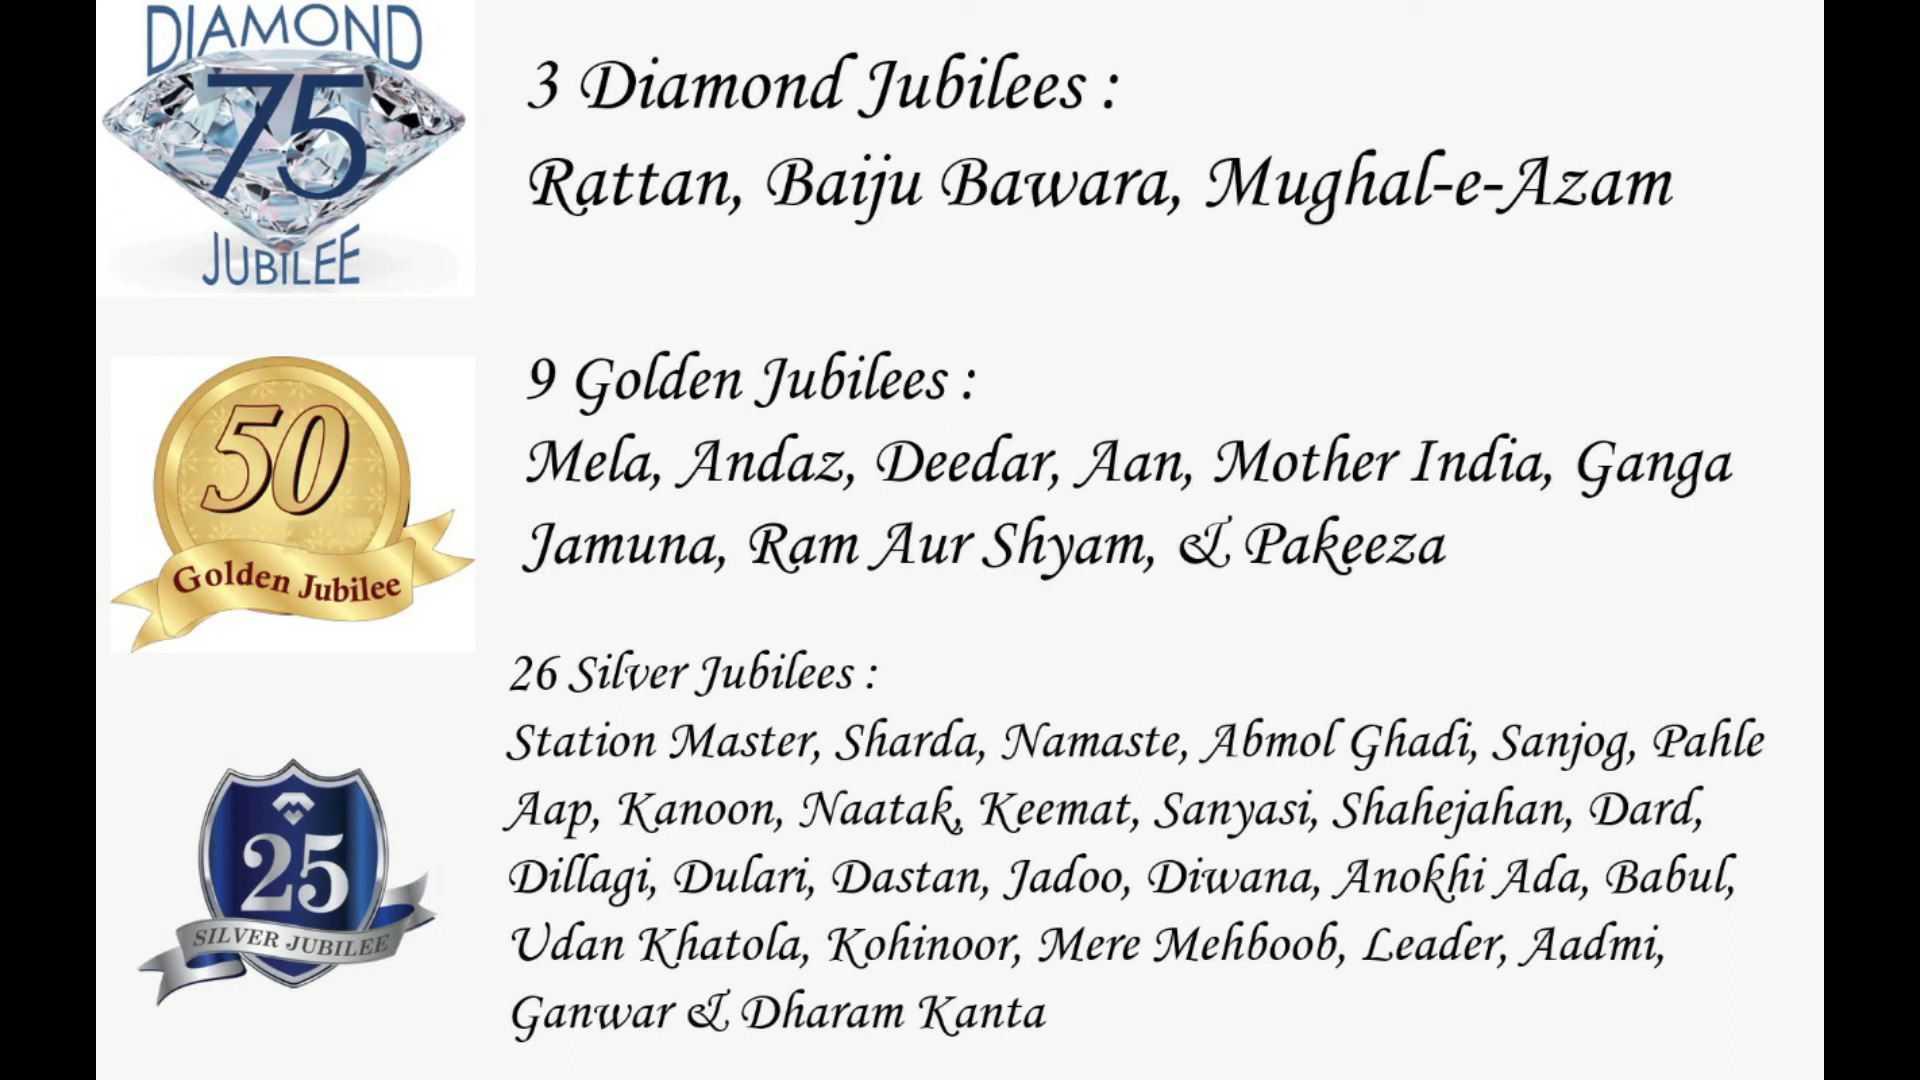 DIAMOND
75
JUBILEE
3 Diamond Jubilees :
Rattan, Baiju Bawara, Mughal-e-Azam
50
Golden Jubilee
9 Golden Jubilees :
Mela, Andaz, Deedar, Aan, Mother India, Ganga
Jamuna, Ram Aur Shyam, & Pakeeza
25
SILVER JUBILEE
26 Silver Jubilees :
Station Master, Sharda, Namaste, Abmol Ghadi, Sanjog, Pahle
Aap, Kanoon, Naatak, Keemat, Sanyasi, Shahejahan, Dard,
Dillagi, Dulari, Dastan, Jadoo, Diwana, Anokhi Ada, Babul,
Udan Khatola, Kohinoor, Mere Mehboob, Leader, Aadmi,
Ganwar & Dharam Kanta